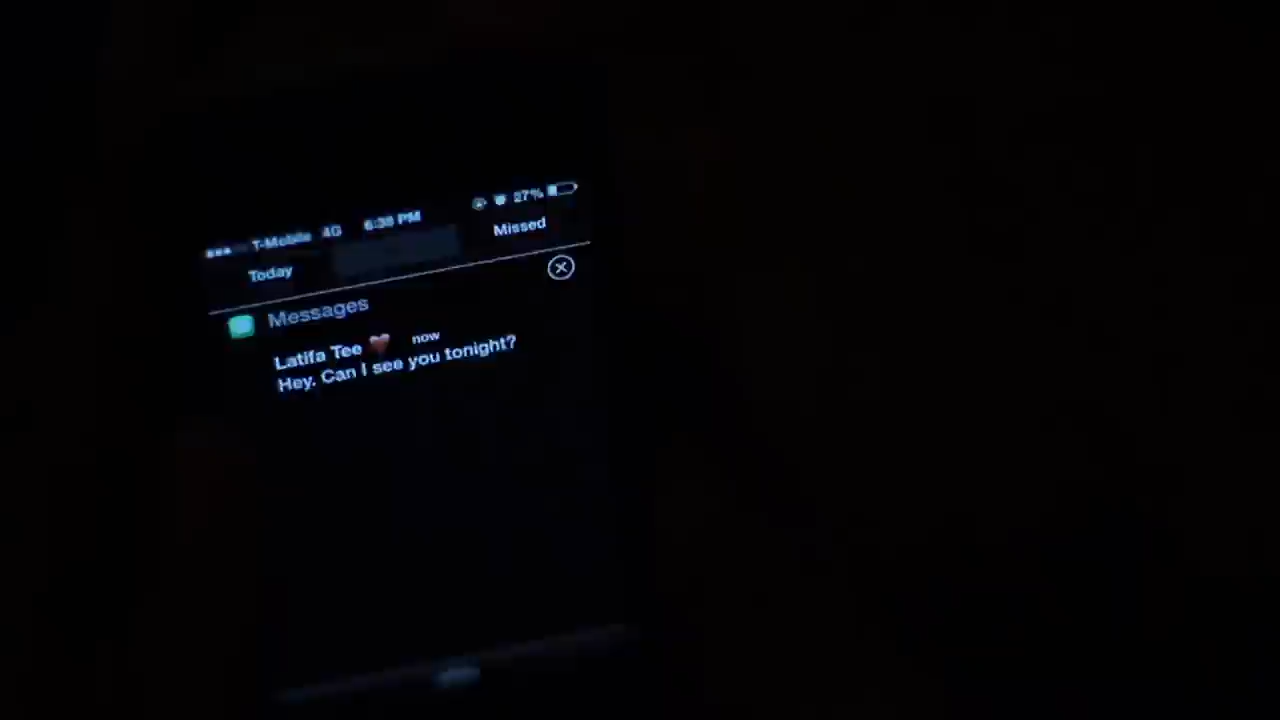 T-Mobile 4G 6:38 PM 27%
Today Missed
Messages
Latifa Tee ❤ now
Hey. Can I see you tonight?